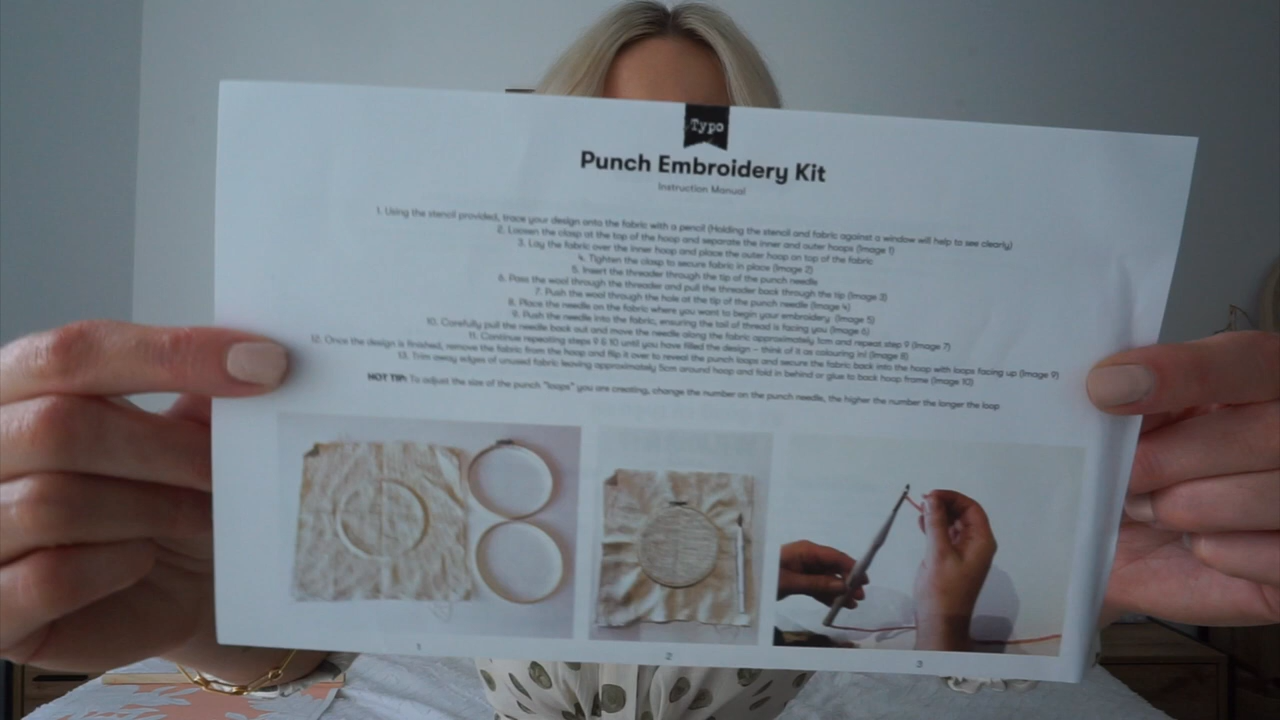 Typo
Punch Embroidery Kit
Instruction Manual
1. Using the stencil provided, trace your design onto the fabric with a pencil (Holding the stencil and fabric against a window will help to see clearly)
2. Loosen the clasp at the top of the hoop and separate the inner and outer hoops (Image 1)
3. Lay the fabric over the inner hoop and place the outer hoop on top of the fabric
4. Tighten the clasp to secure fabric in place (Image 2)
5. Insert the threader through the tip of the punch needle
6. Pass the wool through the threader and pull the threader back through the tip (Image 3)
7. Push the wool through the hole at the tip of the punch needle (Image 4)
8. Place the needle on the fabric where you want to begin your embroidery (Image 5)
9. Push the needle into the fabric, ensuring the tail of thread is facing you (Image 6)
10. Carefully pull the needle back out and move the needle along the fabric approximately 1cm and repeat step 9 (Image 7)
11. Continue repeating steps 9 & 10 until you have filled the design - think of it as colouring in! (Image 8)
12. Once the design is finished, remove the fabric from the hoop and flip it over to reveal the punch loops and secure the fabric back into the hoop with loops facing up (Image 9)
13. Trim away edges of unused fabric leaving approximately 5cm around hoop and fold in behind or glue to back hoop frame (Image 10)
HOT TIP: To adjust the size of the punch "loops" you are creating, change the number on the punch needle, the higher the number the longer the loop
1
2
3